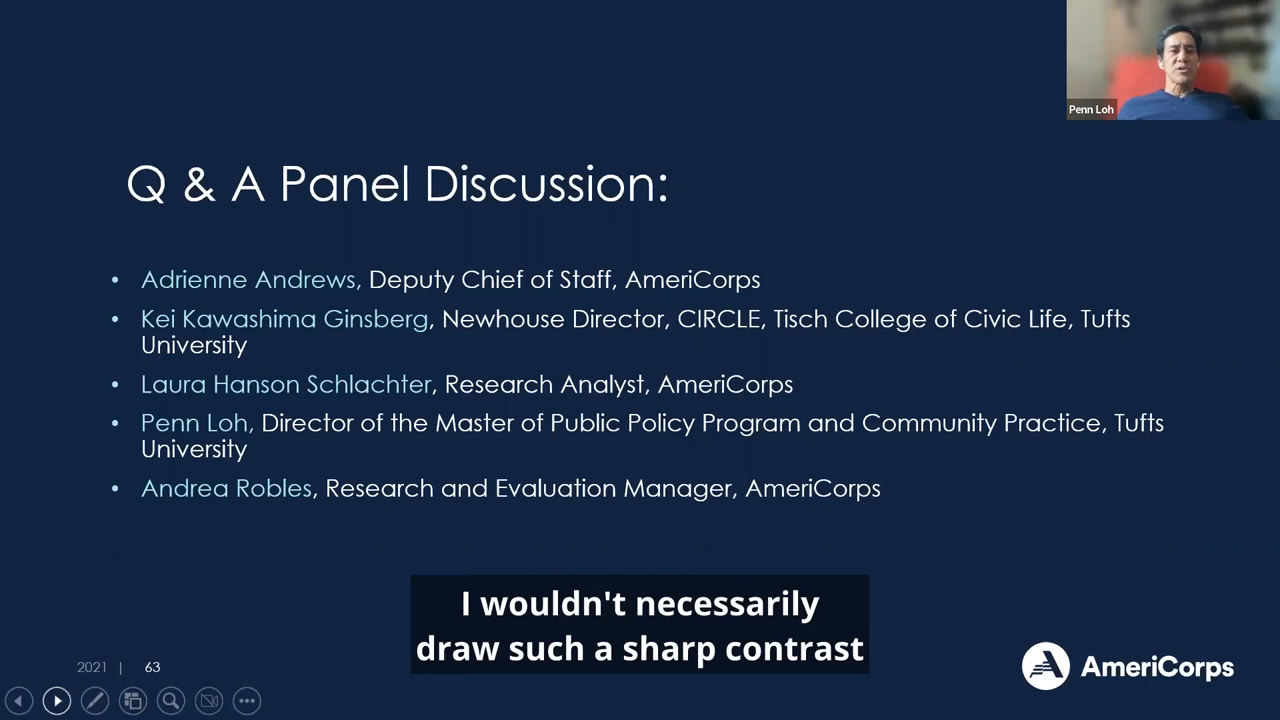 Penn Loh
Q & A Panel Discussion:
• Adrienne Andrews, Deputy Chief of Staff, AmeriCorps
• Kei Kawashima Ginsberg, Newhouse Director, CIRCLE, Tisch College of Civic Life, Tufts
University
• Laura Hanson Schlachter, Research Analyst, AmeriCorps
• Penn Loh, Director of the Master of Public Policy Program and Community Practice, Tufts
University
• Andrea Robles, Research and Evaluation Manager, AmeriCorps
I wouldn't necessarily
draw such a sharp contrast
2021 | 63
AmeriCorps